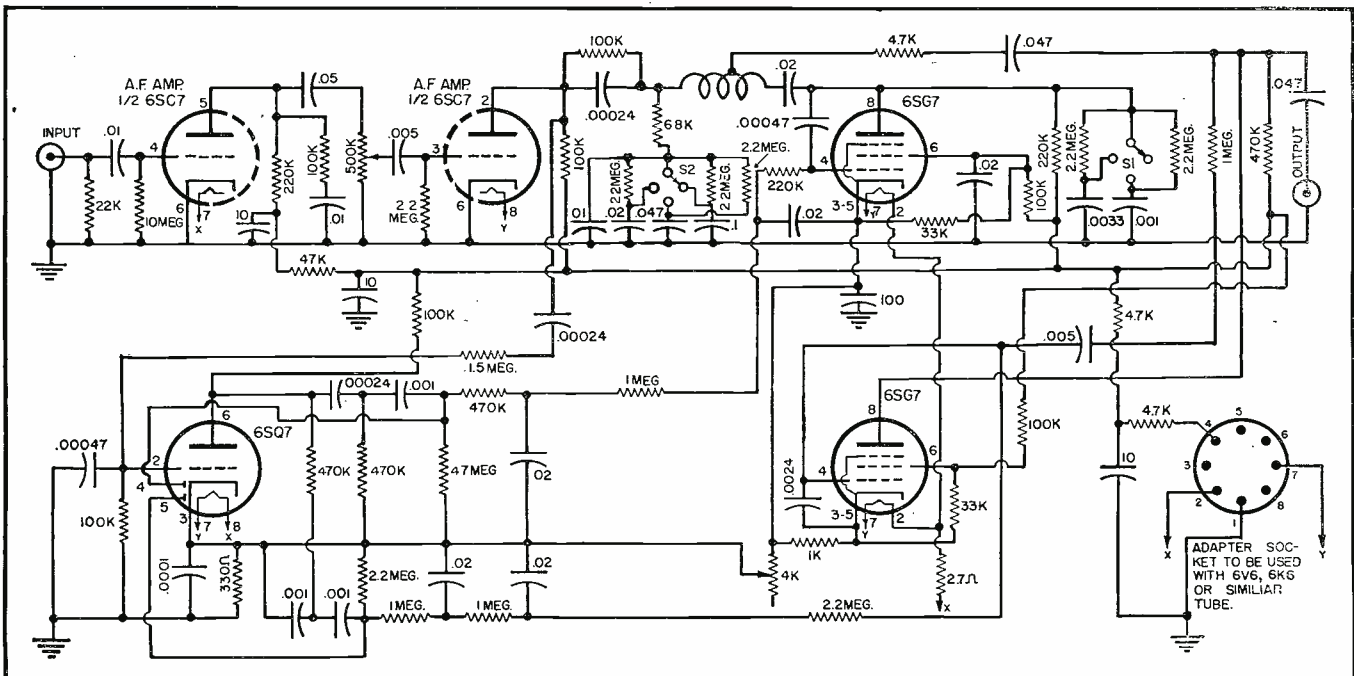 100K
4.7K
.047
A.F. AMP.
1/2 6SC7
5
.05
A.F. AMP.
1/2 6SC7
2
.00024
.02
8
6SG7
.047
INPUT
.01
4
220K
100K
500K
.005
3
100K
68K
.00047
2.2MEG.
220K
4
6
.02
100K
220K
2.2MEG.
S1
2.2MEG.
1MEG.
470K
OUTPUT
22K
10MEG
6
7
X
10
.01
2.2
MEG.
6
8
Y
.01
2.2MEG.
.02
S2
.047
2.2MEG.
.1
.02
3-5
7
Y
2
33K
.0033
.001
47K
10
100K
.00024
100
4.7K
.005
1.5MEG.
.00024
.001
470K
1MEG
6SG7
8
100K
4.7K
5
4
6
3
7
2
8
1
6
6SQ7
.00047
2
4
5
3
7
Y
8
X
470K
470K
4.7MEG
.02
4
6
.0024
3-5
7
Y
2
33K
10
100K
.0001
330Ω
2.2MEG.
.02
.02
1K
4K
2.7Ω
X
X
Y
ADAPTER SOC-
KET TO BE USED
WITH 6V6, 6K6
OR SIMILIAR
TUBE.
.001
.001
1MEG.
1MEG.
2.2MEG.